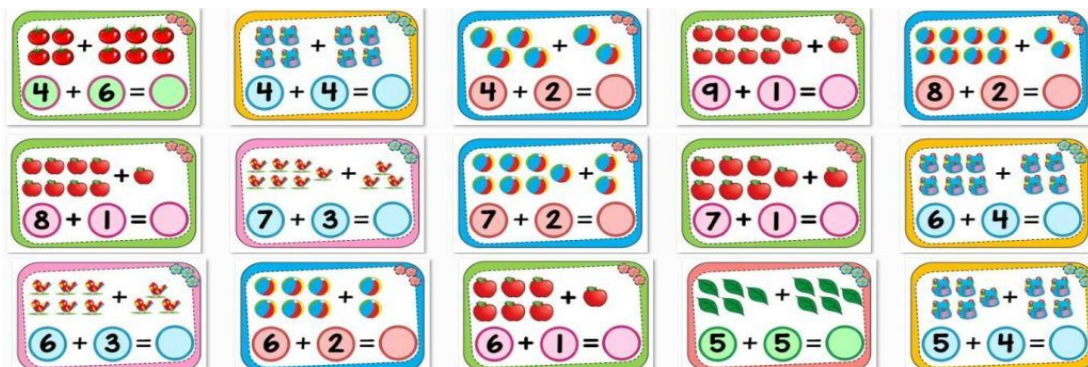 4 + 6 =
4 + 4 =
4 + 2 =
9 + 1 =
8 + 2 =
8 + 1 =
7 + 3 =
7 + 2 =
7 + 1 =
6 + 4 =
6 + 3 =
6 + 2 =
6 + 1 =
5 + 5 =
5 + 4 =